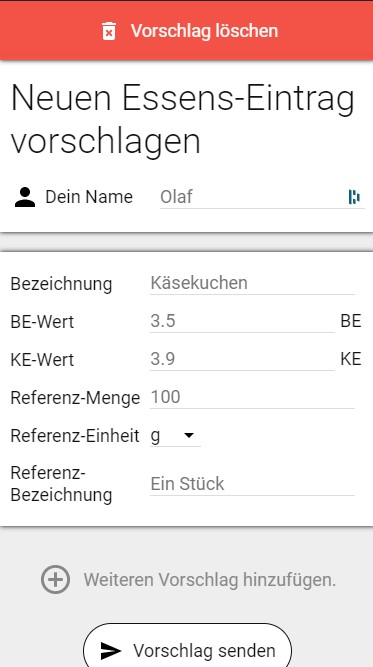 Vorschlag löschen
Neuen Essens-Eintrag
vorschlagen
Dein Name Olaf
Bezeichnung Käsekuchen
BE-Wert 3.5 BE
KE-Wert 3.9 KE
Referenz-Menge 100
Referenz-Einheit g
Referenz-
Bezeichnung Ein Stück
Weiteren Vorschlag hinzufügen.
Vorschlag senden